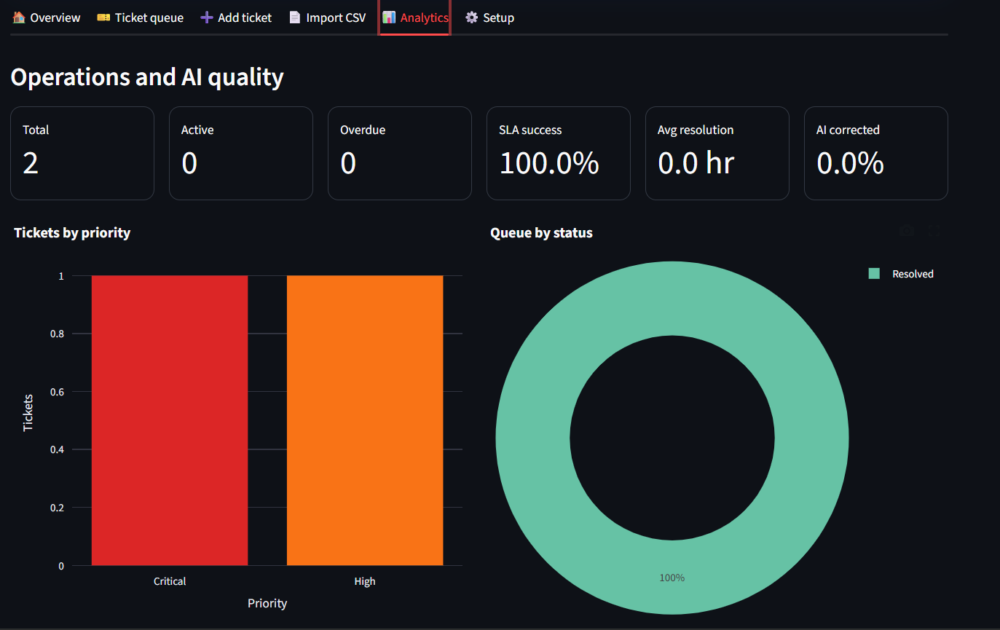 Overview Ticket queue Add ticket Import CSV Analytics Setup
Operations and AI quality
Total
2
Active
0
Overdue
0
SLA success
100.0%
Avg resolution
0.0 hr
AI corrected
0.0%
Tickets by priority
1
0.8
0.6
0.4
0.2
0
Tickets
Critical
High
Priority
Queue by status
Resolved
100%